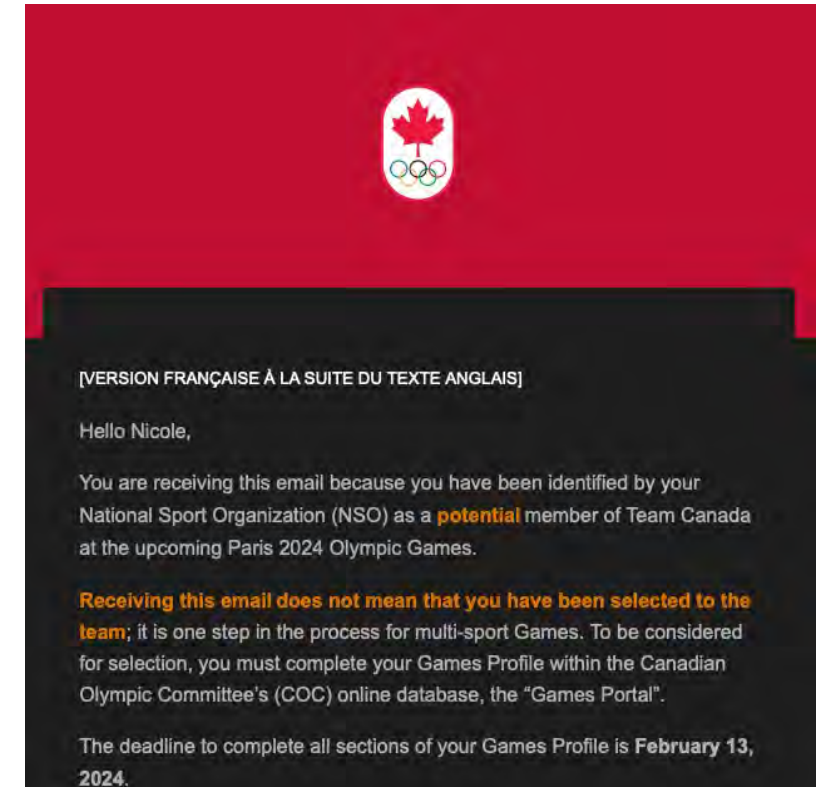 [VERSION FRANÇAISE À LA SUITE DU TEXTE ANGLAIS]
Hello Nicole,
You are receiving this email because you have been identified by your
National Sport Organization (NSO) as a potential member of Team Canada
at the upcoming Paris 2024 Olympic Games.
Receiving this email does not mean that you have been selected to the
team; it is one step in the process for multi-sport Games. To be considered
for selection, you must complete your Games Profile within the Canadian
Olympic Committee's (COC) online database, the “Games Portal”.
The deadline to complete all sections of your Games Profile is February 13,
2024.